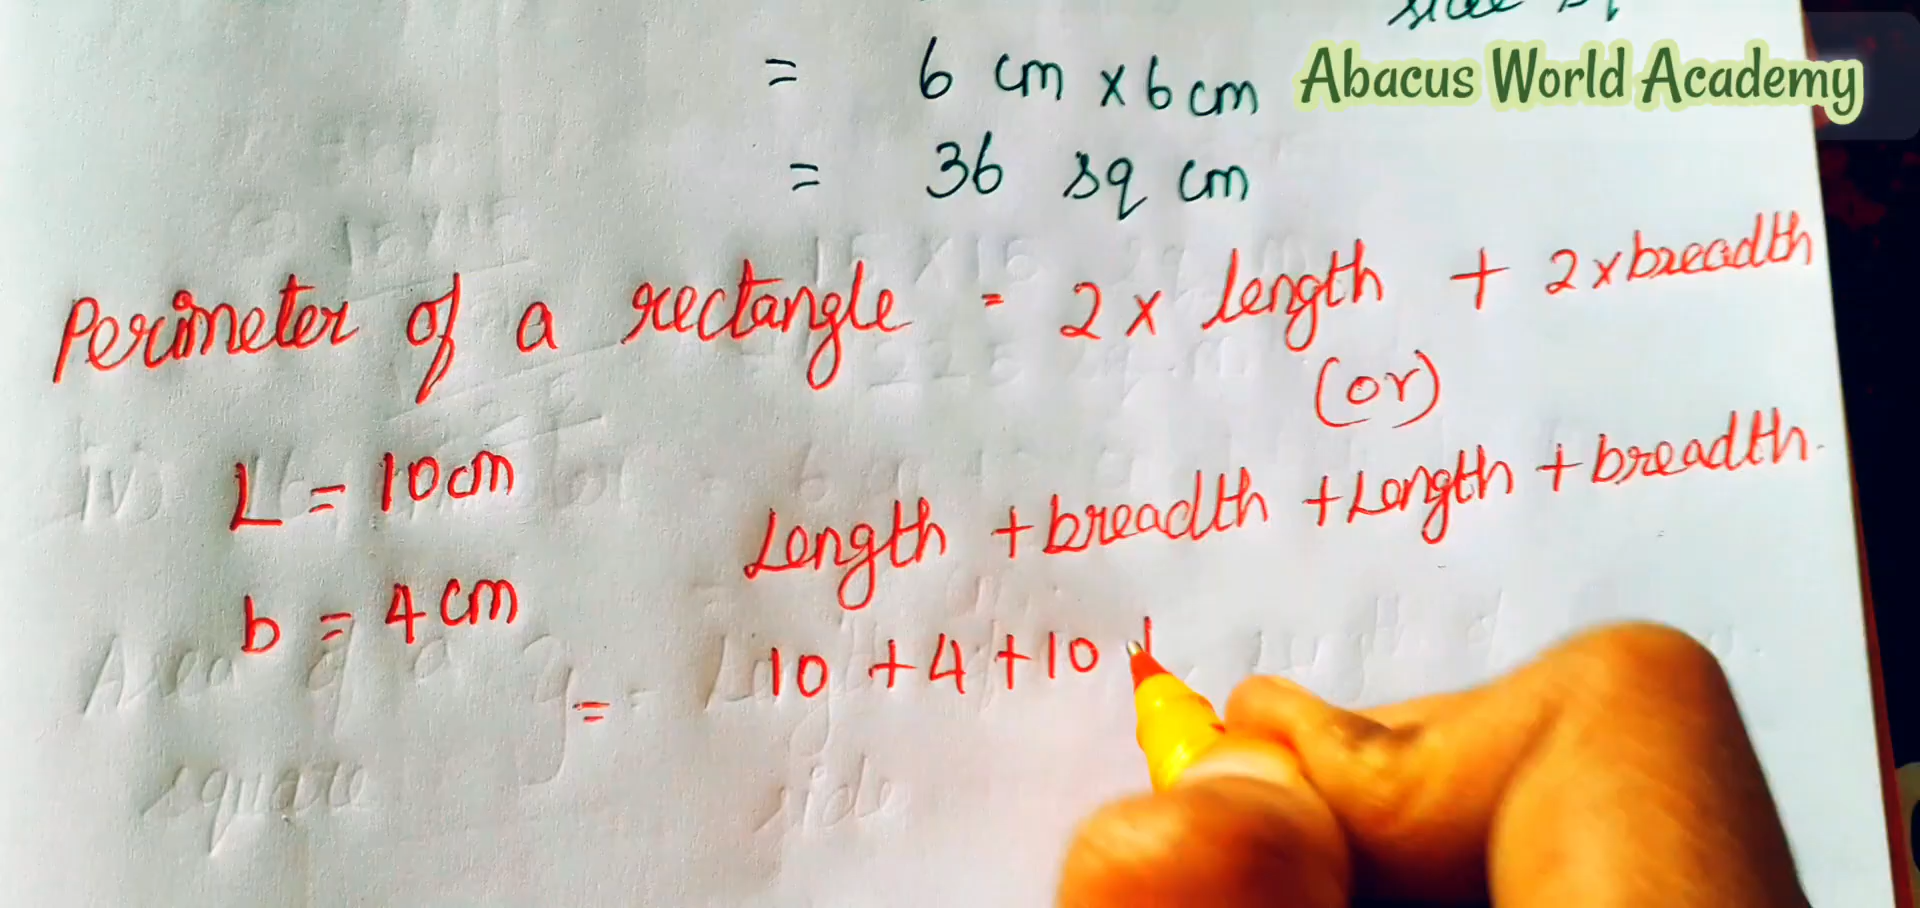 = 6 cm x 6 cm
Abacus World Academy
= 36 sq cm
Perimeter of a rectangle = 2 x length + 2 x breadth
(or)
L = 10 cm
Length + breadth + Length + breadth.
b = 4 cm
= 10 + 4 + 10